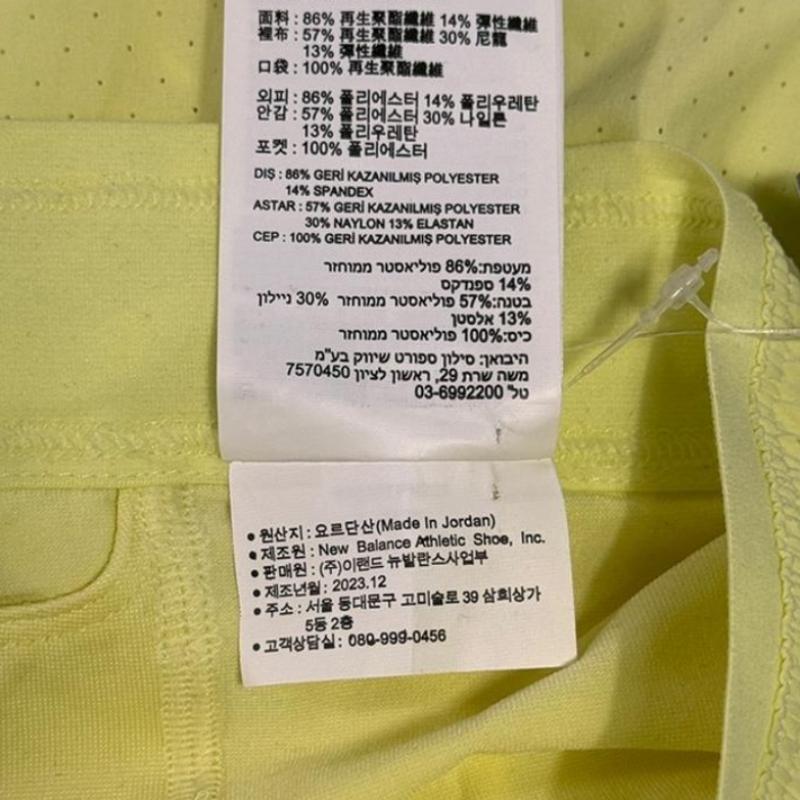 面料 : 86% 再生聚酯纖維 14% 彈性纖維
裡布 : 57% 再生聚酯纖維 30% 尼龍
13% 彈性纖維
口袋 : 100% 再生聚酯纖維
외피 : 86% 폴리에스터 14% 폴리우레탄
안감 : 57% 폴리에스터 30% 나일론
13% 폴리우레탄
포켓 : 100% 폴리에스터
DIŞ : 86% GERİ KAZANILMIŞ POLYESTER
14% SPANDEX
ASTAR : 57% GERİ KAZANILMIŞ POLYESTER
30% NAYLON 13% ELASTAN
CEP : 100% GERİ KAZANILMIŞ POLYESTER
מעטפת:86% פוליאסטר ממוחזר
14% ספנדקס
בטנה:57% פוליאסטר ממוחזר 30% ניילון
13% אלסטן
כיס:100% פוליאסטר ממוחזר
היבואן: סילון ספורט שיווק בע"מ
משה שרת 29, ראשון לציון 7570450
טל' 03-6992200
• 원산지 : 요르단산(Made In Jordan)
• 제조원 : New Balance Athletic Shoe, Inc.
• 판매원 : (주)이랜드 뉴발란스사업부
• 제조년월 : 2023.12
• 주소 : 서울 동대문구 고미술로 39 삼희상가
5동 2층
• 고객상담실 : 080-999-0456